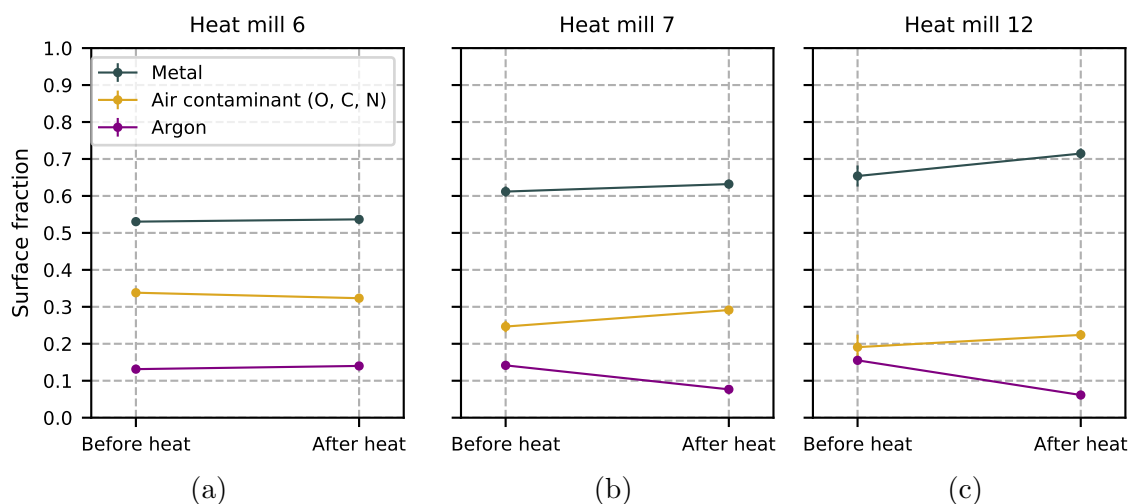 Heat mill 6
Heat mill 7
Heat mill 12
Surface fraction
1.0
0.9
0.8
0.7
0.6
0.5
0.4
0.3
0.2
0.1
0.0
Metal
Air contaminant (O, C, N)
Argon
Before heat
After heat
Before heat
After heat
Before heat
After heat
(a)
(b)
(c)